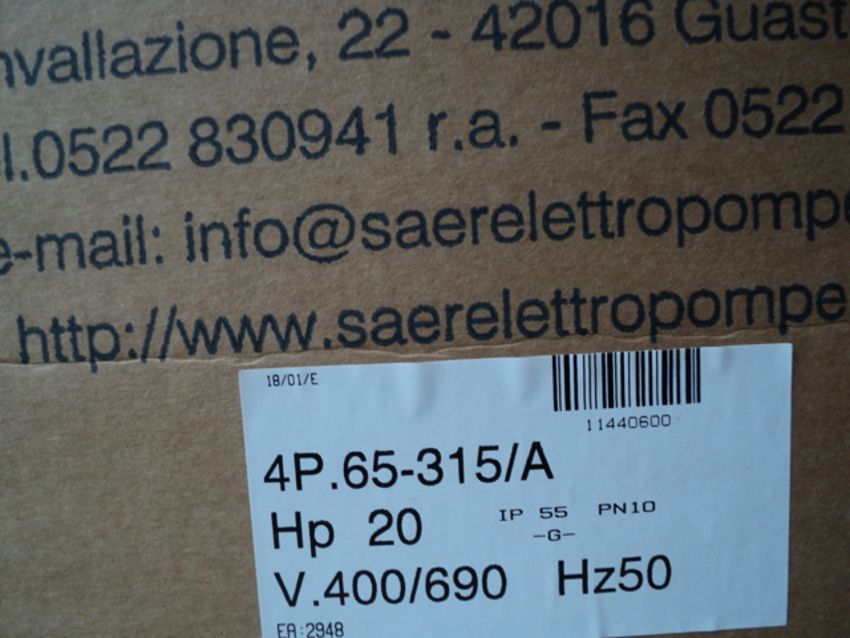 nvallazione, 22 - 42016 Guast
el.0522 830941 r.a. - Fax 0522
e-mail: info@saerelettropompe
http://www.saerelettropompe
18/01/E
11440600
4P.65-315/A
Hp 20 IP 55 PN10
-G-
V.400/690 Hz50
EA:2948